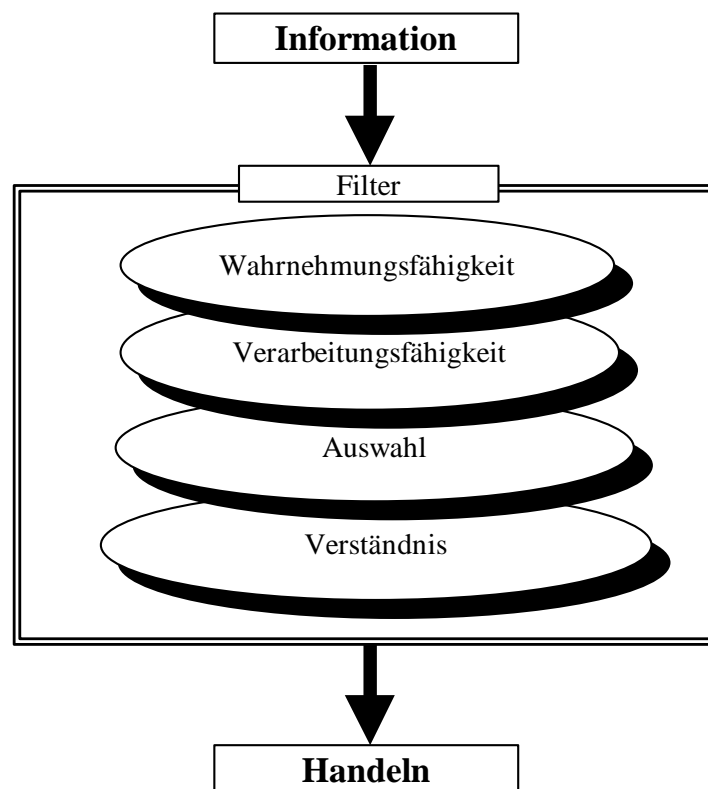 Information
Filter
Wahrnehmungsfähigkeit
Verarbeitungsfähigkeit
Auswahl
Verständnis
Handeln